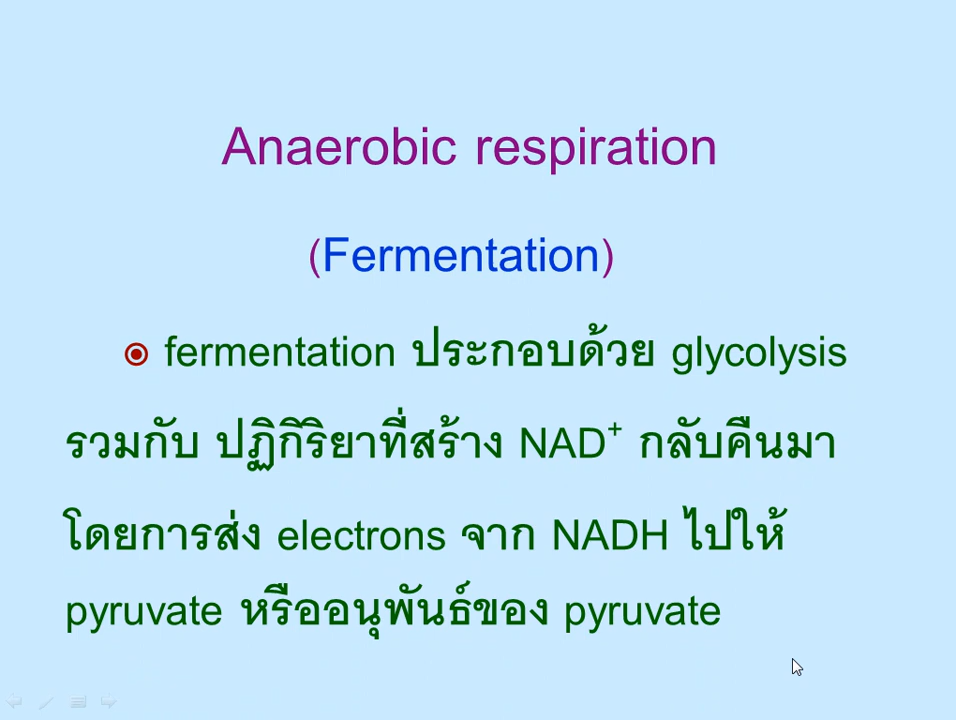 Anaerobic respiration
(Fermentation)
fermentation ประกอบด้วย glycolysis
รวมกับ ปฏิกิริยาที่สร้าง NAD⁺ กลับคืนมา
โดยการส่ง electrons จาก NADH ไปให้
pyruvate หรืออนุพันธ์ของ pyruvate